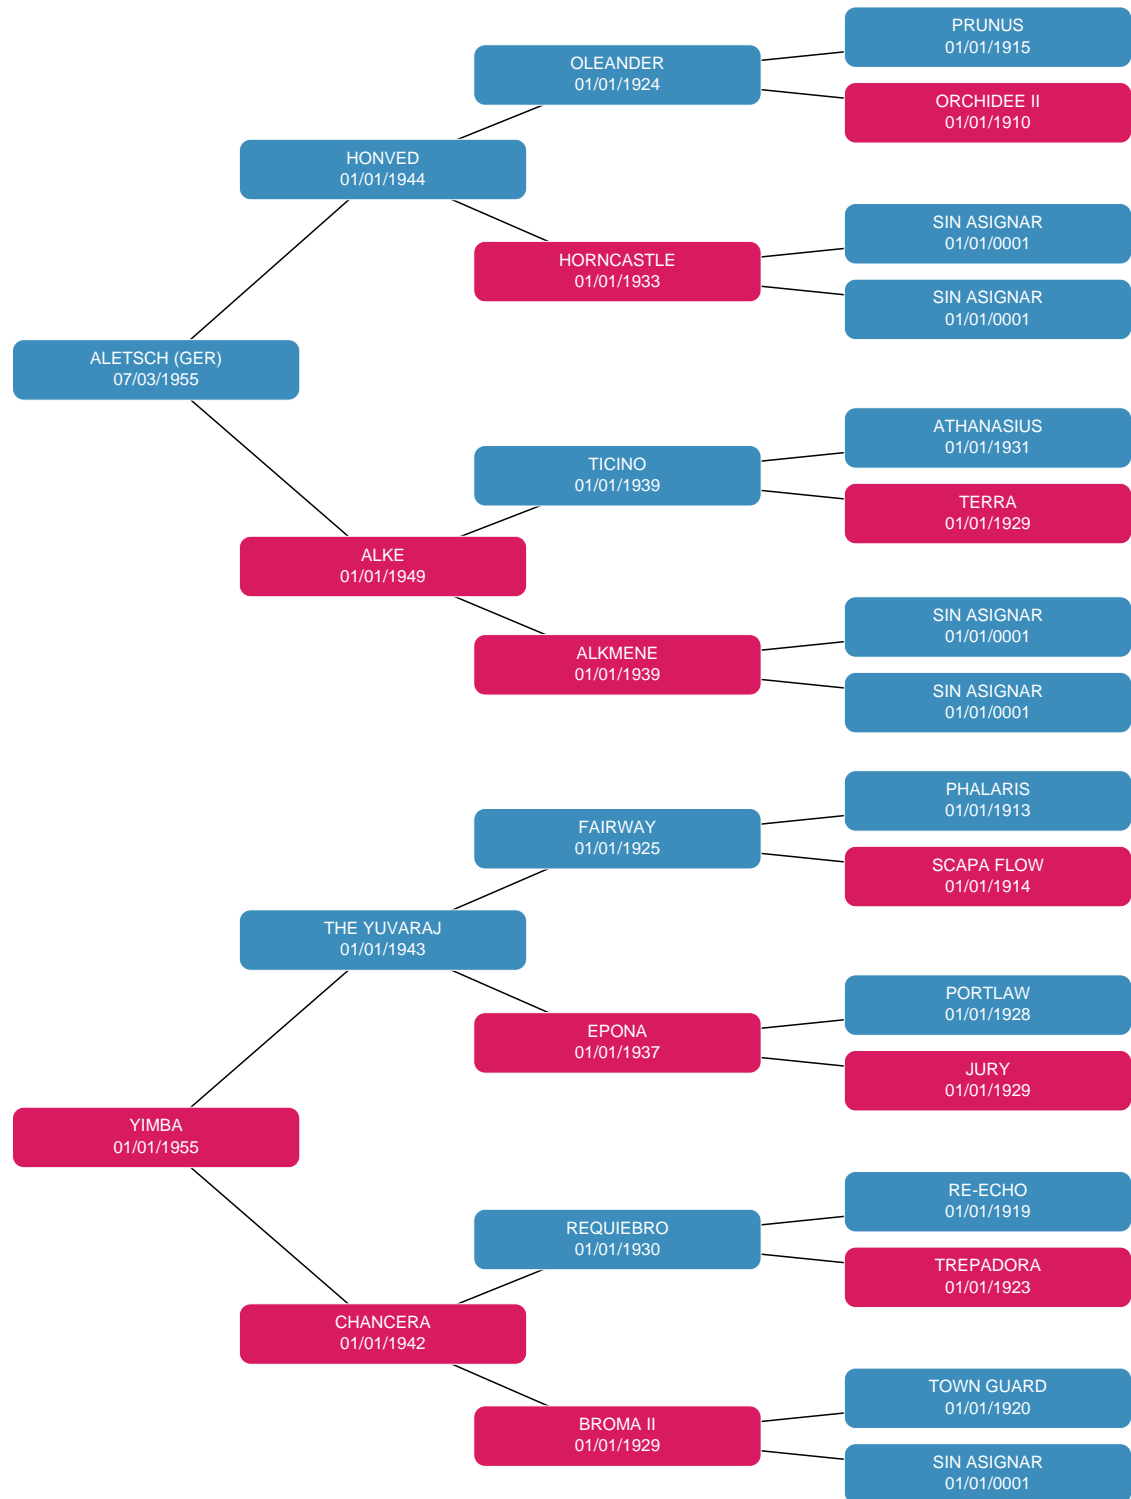 PRUNUS
01/01/1915
OLEANDER
01/01/1924
ORCHIDEE II
01/01/1910
HONVED
01/01/1944
SIN ASIGNAR
01/01/0001
HORNCASTLE
01/01/1933
SIN ASIGNAR
01/01/0001
ALETSCH (GER)
07/03/1955
ATHANASIUS
01/01/1931
TICINO
01/01/1939
TERRA
01/01/1929
ALKE
01/01/1949
SIN ASIGNAR
01/01/0001
ALKMENE
01/01/1939
SIN ASIGNAR
01/01/0001
PHALARIS
01/01/1913
FAIRWAY
01/01/1925
SCAPA FLOW
01/01/1914
THE YUVARAJ
01/01/1943
PORTLAW
01/01/1928
EPONA
01/01/1937
JURY
01/01/1929
YIMBA
01/01/1955
RE-ECHO
01/01/1919
REQUIEBRO
01/01/1930
TREPADORA
01/01/1923
CHANCERA
01/01/1942
TOWN GUARD
01/01/1920
BROMA II
01/01/1929
SIN ASIGNAR
01/01/0001